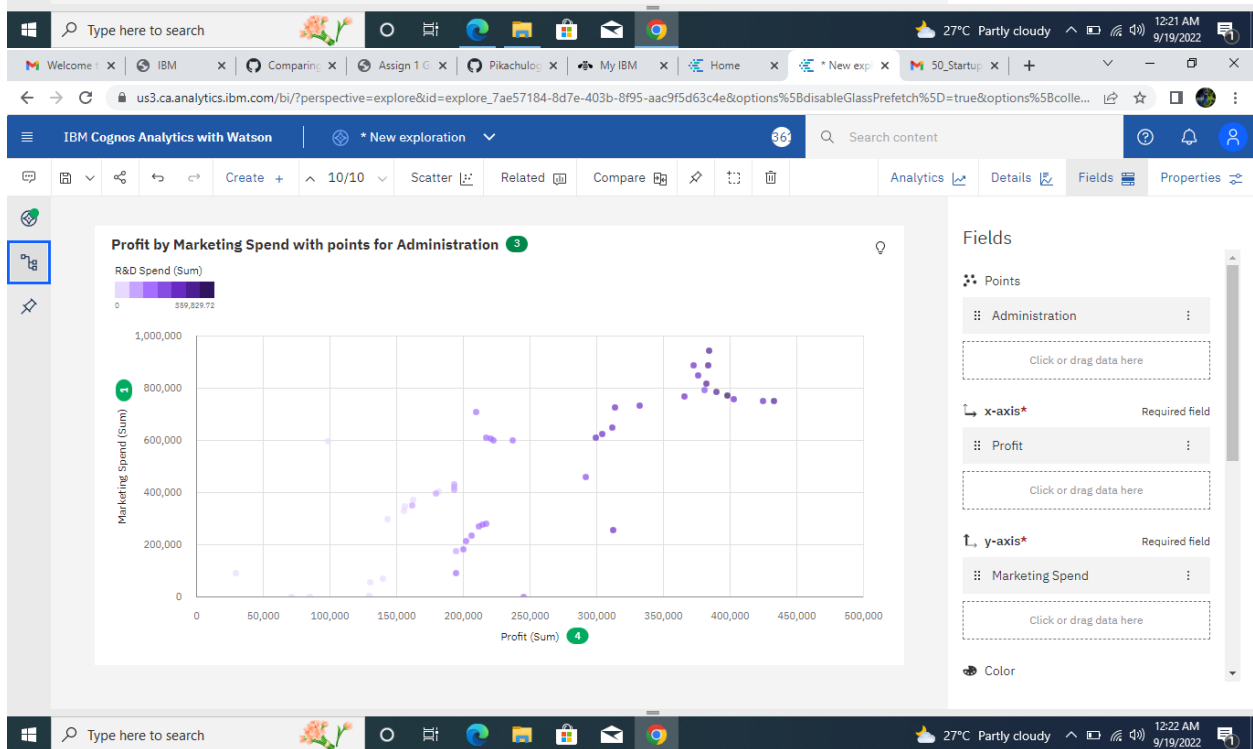 Type here to search
27°C Partly cloudy
12:21 AM
9/19/2022
1
Welcome t
IBM
Comparing
Assign 1 G
Pikachulog
My IBM
Home
* New expl
50_Startup
us3.ca.analytics.ibm.com/bi/?perspective=explore&id=explore_7ae57184-8d7e-403b-8f95-aac9f5d63c4e&options%5BdisableGlassPrefetch%5D=true&options%5Bcolle...
IBM Cognos Analytics with Watson
* New exploration
Search content
Create +
10/10
Scatter
Related
Compare
Analytics
Details
Fields
Properties
Profit by Marketing Spend with points for Administration 3
R&D Spend (Sum)
0
389,829.72
1,000,000
800,000
600,000
400,000
200,000
0
Marketing Spend (Sum) 1
0 50,000 100,000 150,000 200,000 250,000 300,000 350,000 400,000 450,000 500,000
Profit (Sum) 4
Fields
Points
Administration
Click or drag data here
x-axis* Required field
Profit
Click or drag data here
y-axis* Required field
Marketing Spend
Click or drag data here
Color
Type here to search
27°C Partly cloudy
12:22 AM
9/19/2022
1